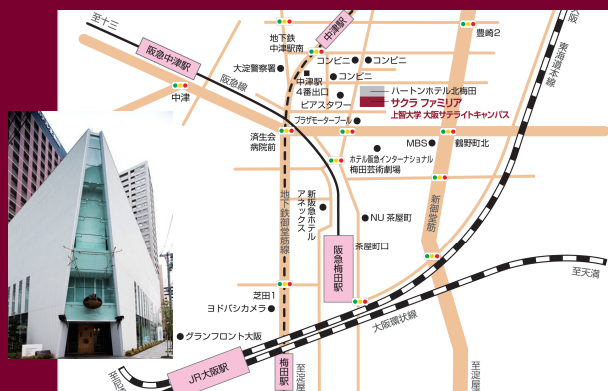 至十三
地下鉄
中津駅南
中津駅
豊崎2
東海道本線
阪急中津駅
コンビニ
コンビニ
大淀警察署
コンビニ
中津駅
4番出口
阪急線
ハートンホテル北梅田
サクラ ファミリア
上智大学 大阪サテライトキャンパス
中津
ピアスタワー
プラザモータープール
済生会
病院前
MBS
鶴野町北
ホテル阪急インターナショナル
梅田芸術劇場
地下鉄御堂筋線
新阪急ホテル
アネックス
新御堂筋
NU 茶屋町
阪急梅田駅
茶屋町口
至天満
芝田1
ヨドバシカメラ
大阪環状線
グランフロント大阪
JR大阪駅
梅田駅
至淀屋
至淀屋